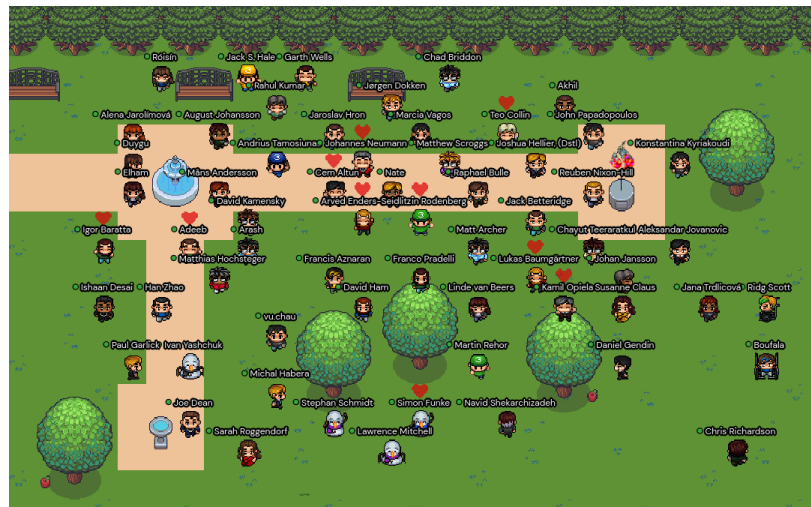 Róisín
Jack S. Hale
Garth Wells
Chad Briddon
Rahul Kumar
Jørgen Dokken
Akhil
Alena Jarolímová
August Johansson
Jaroslav Hron
Marcia Vagos
Teo Collin
John Papadopoulos
Duygu
Andrius Tamosiuna
Johannes Neumann
Matthew Scroggs
Joshua Hellier, (Dstl)
Konstantina Kyriakoudi
3
Elham
Måns Andersson
Cem Altun
Nate
Raphael Bulle
Reuben Nixon-Hill
David Kamensky
Arved Enders-Seidlitz
in Rodenberg
Jack Betteridge
3
Igor Baratta
Adeeb
Arash
Matt Archer
Chayut Teeraratkul
Aleksandar Jovanovic
Matthias Hochsteger
Francis Aznaran
Franco Pradelli
Lukas Baumgärtner
Johan Jansson
Ishaan Desai
Han Zhao
David Ham
Linde van Beers
Kamil Opiela
Susanne Claus
Jana Trdlicová
Ridg Scott
vu.chau
Paul Garlick
Ivan Yashchuk
Martin Rehor
Daniel Gendin
Boufala
3
Michal Habera
Joe Dean
Stephan Schmidt
Simon Funke
Navid Shekarchizadeh
Sarah Roggendorf
Lawrence Mitchell
Chris Richardson